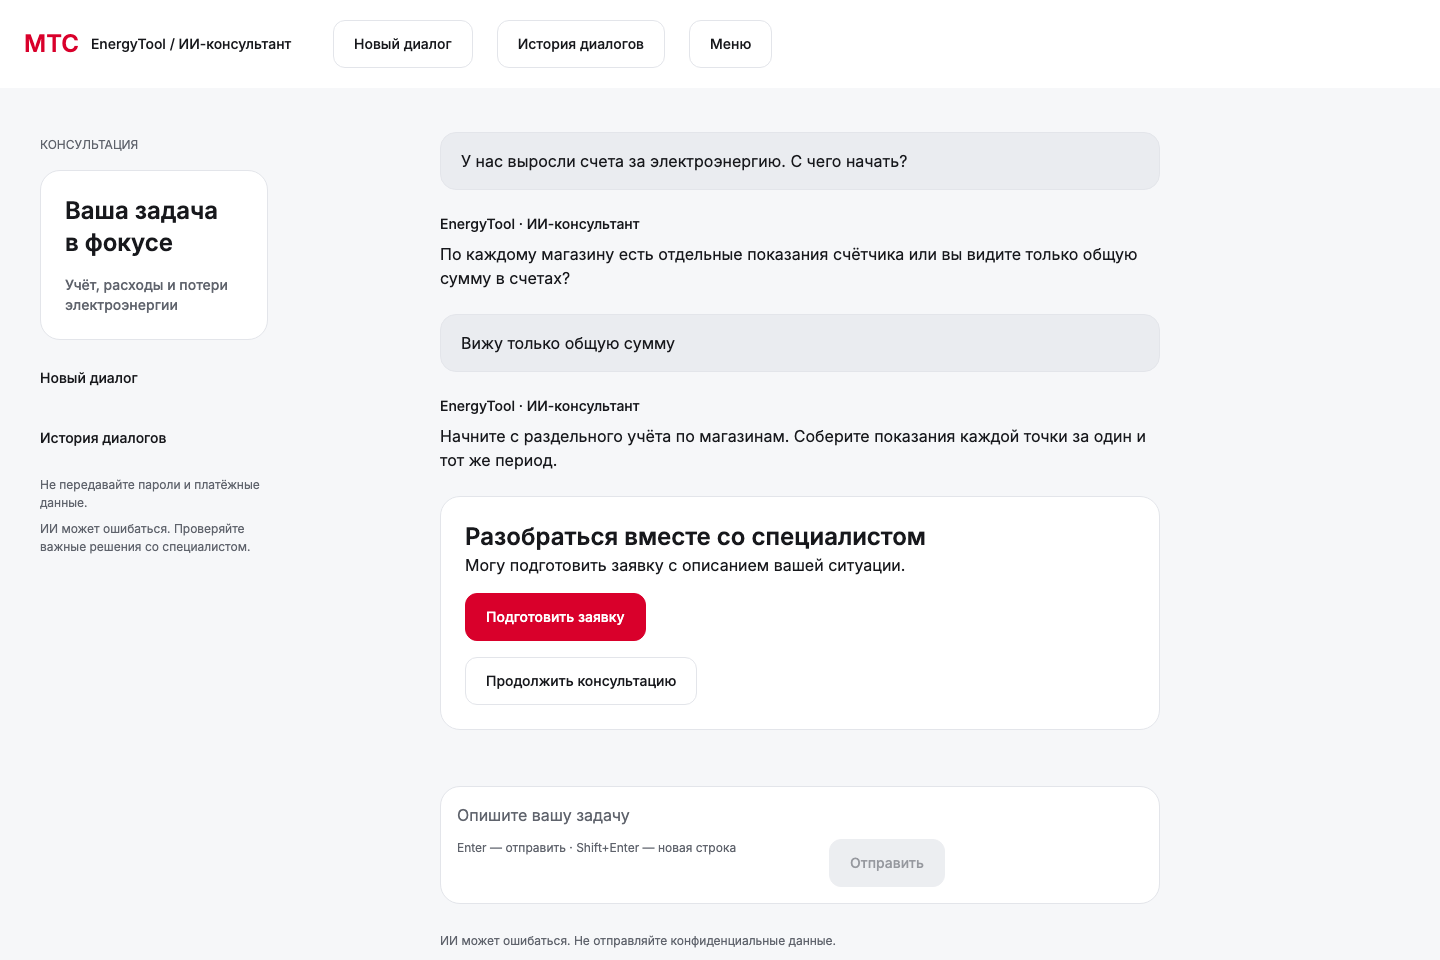 МТС EnergyTool / ИИ-консультант Новый диалог История диалогов Меню
КОНСУЛЬТАЦИЯ
Ваша задача
в фокусе
Учёт, расходы и потери
электроэнергии
Новый диалог
История диалогов
Не передавайте пароли и платёжные
данные.
ИИ может ошибаться. Проверяйте
важные решения со специалистом.
У нас выросли счета за электроэнергию. С чего начать?
EnergyTool · ИИ-консультант
По каждому магазину есть отдельные показания счётчика или вы видите только общую
сумму в счетах?
Вижу только общую сумму
EnergyTool · ИИ-консультант
Начните с раздельного учёта по магазинам. Соберите показания каждой точки за один и
тот же период.
Разобраться вместе со специалистом
Могу подготовить заявку с описанием вашей ситуации.
Подготовить заявку
Продолжить консультацию
Опишите вашу задачу
Enter — отправить · Shift+Enter — новая строка
Отправить
ИИ может ошибаться. Не отправляйте конфиденциальные данные.